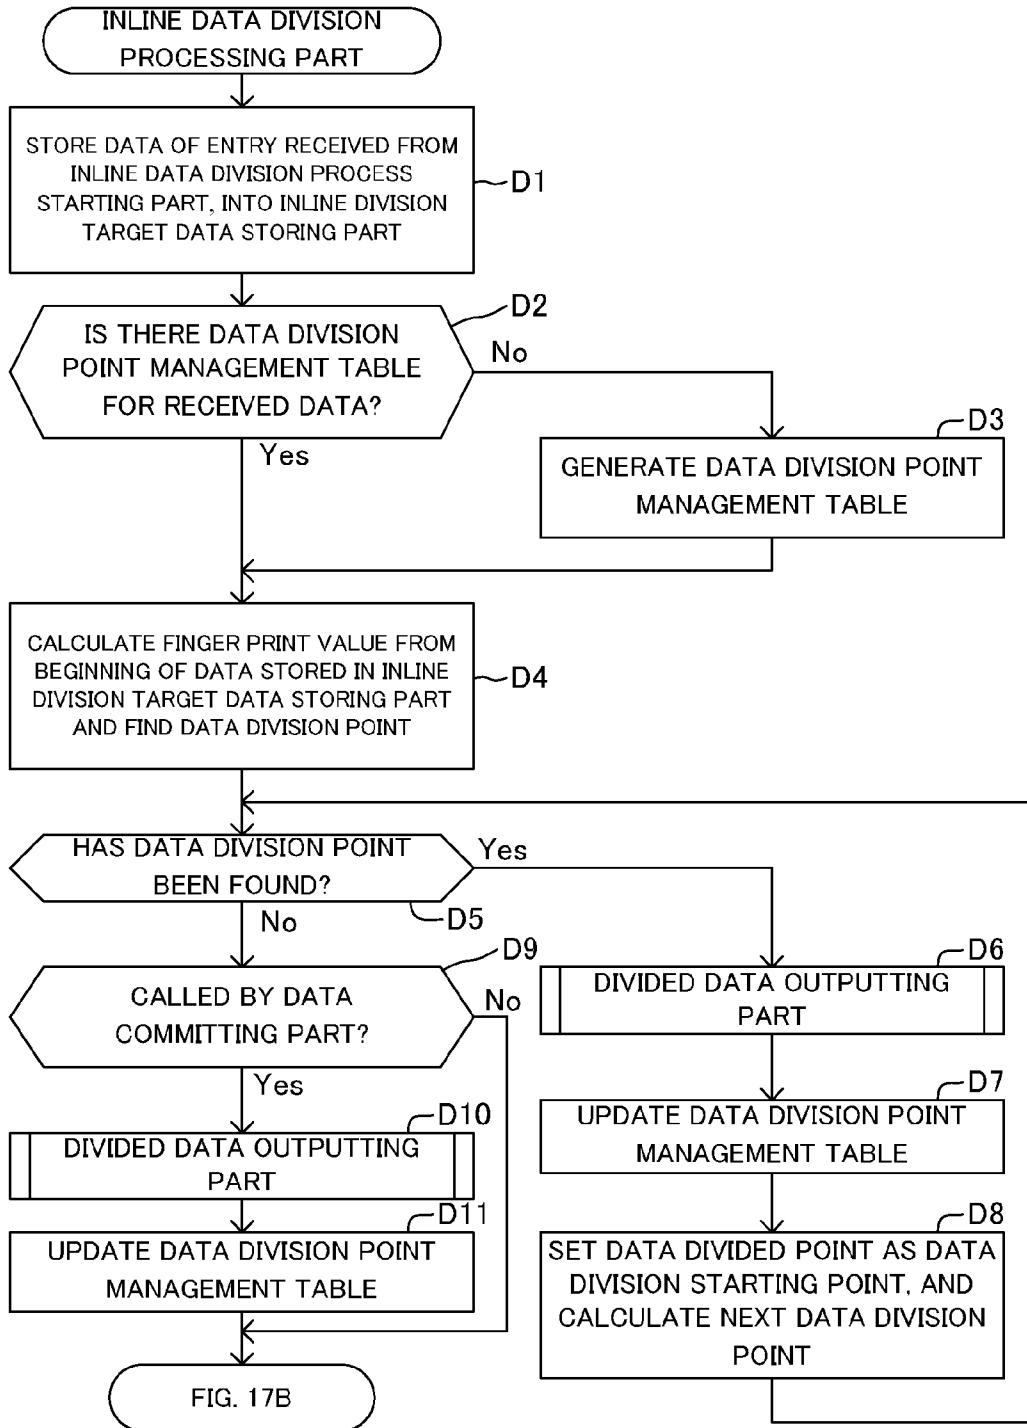 INLINE DATA DIVISION
PROCESSING PART
STORE DATA OF ENTRY RECEIVED FROM
INLINE DATA DIVISION PROCESS
STARTING PART, INTO INLINE DIVISION
TARGET DATA STORING PART
D1
D2
IS THERE DATA DIVISION
POINT MANAGEMENT TABLE
FOR RECEIVED DATA?
No
Yes
D3
GENERATE DATA DIVISION POINT
MANAGEMENT TABLE
CALCULATE FINGER PRINT VALUE FROM
BEGINNING OF DATA STORED IN INLINE
DIVISION TARGET DATA STORING PART
AND FIND DATA DIVISION POINT
D4
HAS DATA DIVISION POINT
BEEN FOUND?
Yes
D5
No
D9
CALLED BY DATA
COMMITTING PART?
No
Yes
D6
DIVIDED DATA OUTPUTTING
PART
D7
UPDATE DATA DIVISION POINT
MANAGEMENT TABLE
D8
SET DATA DIVIDED POINT AS DATA
DIVISION STARTING POINT, AND
CALCULATE NEXT DATA DIVISION
POINT
D10
DIVIDED DATA OUTPUTTING
PART
D11
UPDATE DATA DIVISION POINT
MANAGEMENT TABLE
FIG. 17B